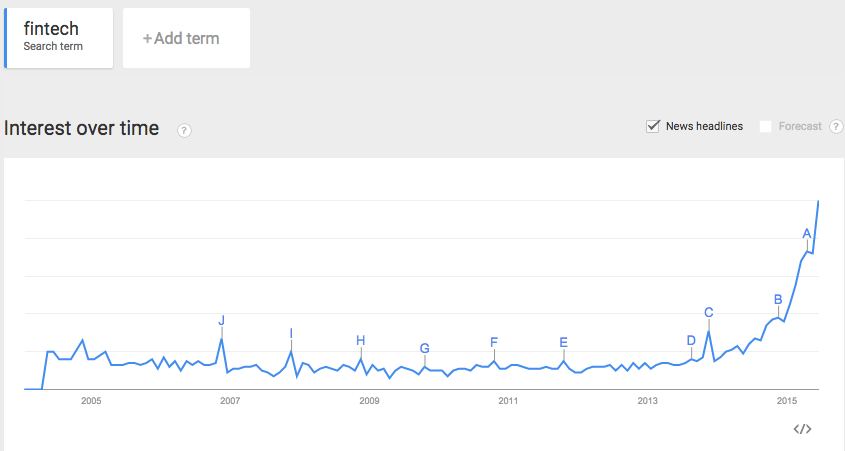 fintech
Search term
+Add term
Interest over time ?
News headlines
Forecast ?
A
B
C
D
E
F
G
H
I
J
2005 2007 2009 2011 2013 2015
</>